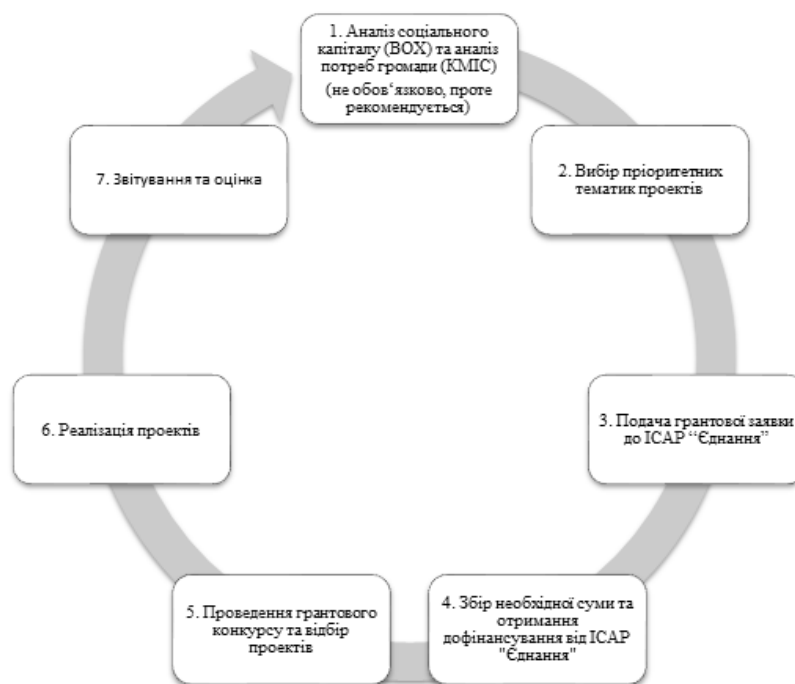 1. Аналіз соціального
капіталу (ВОХ) та аналіз
потреб громади (КМІС)
(не обов‘язково, проте
рекомендується)
2. Вибір пріоритетних
тематик проектів
3. Подача грантової заявки
до ІСАР “Єднання”
4. Збір необхідної суми та
отримання
дофінансування від ІСАР
"Єднання"
5. Проведення грантового
конкурсу та відбір
проектів
6. Реалізація проектів
7. Звітування та оцінка